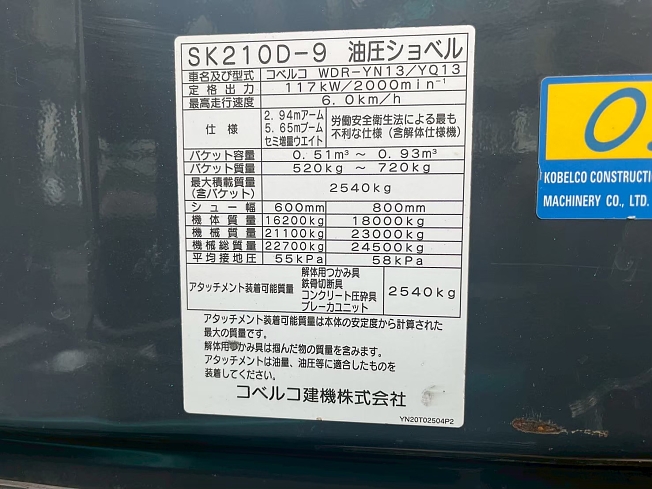 SK210D-9 油圧ショベル
車名及び型式 コベルコ WDR-YN13/YQ13
定格出力 117kW/2000min⁻¹
最高走行速度 6.0km/h
仕様
2.94mアーム
5.65mブーム
セミ増量ウエイト
労働安全衛生法による最も
不利な仕様（含解体仕様機）
バケット容量 0.51m³ ～ 0.93m³
バケット質量 520kg ～ 720kg
最大積載質量
（含バケット）
2540kg
シュー幅 600mm 800mm
機体質量 16200kg 18000kg
機械質量 21100kg 23000kg
機械総質量 22700kg 24500kg
平均接地圧 55kPa 58kPa
アタッチメント装着可能質量
解体用つかみ具
鉄骨切断具
コンクリート圧砕具
ブレーカユニット
2540kg
アタッチメント装着可能質量は本体の安定度から計算された
最大の質量です。
解体用つかみ具は掴んだ物の質量を含みます。
アタッチメントは油量、油圧等に適合したものを
装着してください。
コベルコ建機株式会社
YN20T02504P2
KOBELCO CONSTRUCTION
MACHINERY CO., LTD.